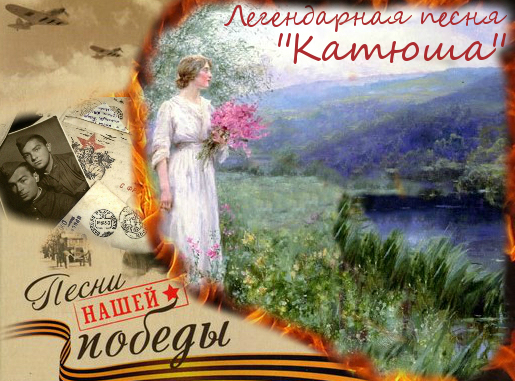 Легендарная песня
"Катюша"
Песни
НАШЕЙ
победы